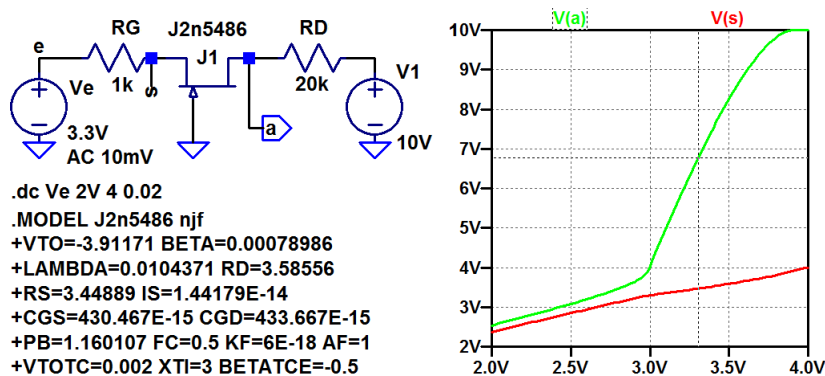 RG J2n5486 RD
e J1 V1
Ve 1k s 20k
3.3V a 10V
AC 10mV
.dc Ve 2V 4 0.02
.MODEL J2n5486 njf
+VTO=-3.91171 BETA=0.00078986
+LAMBDA=0.0104371 RD=3.58556
+RS=3.44889 IS=1.44179E-14
+CGS=430.467E-15 CGD=433.667E-15
+PB=1.160107 FC=0.5 KF=6E-18 AF=1
+VTOTC=0.002 XTI=3 BETATCE=-0.5
V(a) V(s)
10V
9V
8V
7V
6V
5V
4V
3V
2V
2.0V 2.5V 3.0V 3.5V 4.0V